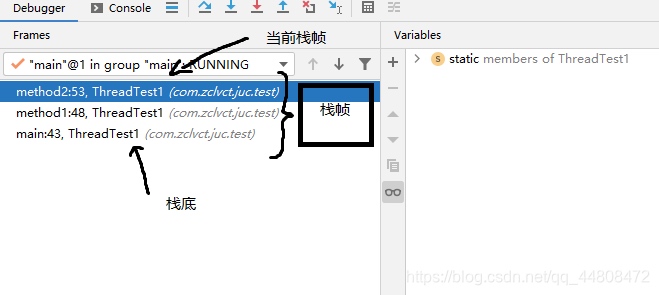 Debugger
Console
Frames
当前栈帧
Variables
"main"@1 in group "main": RUNNING
static members of ThreadTest1
method2:53, ThreadTest1 (com.zclvct.juc.test)
method1:48, ThreadTest1 (com.zclvct.juc.test)
main:43, ThreadTest1 (com.zclvct.juc.test)
栈帧
栈底
https://blog.csdn.net/qq_44808472